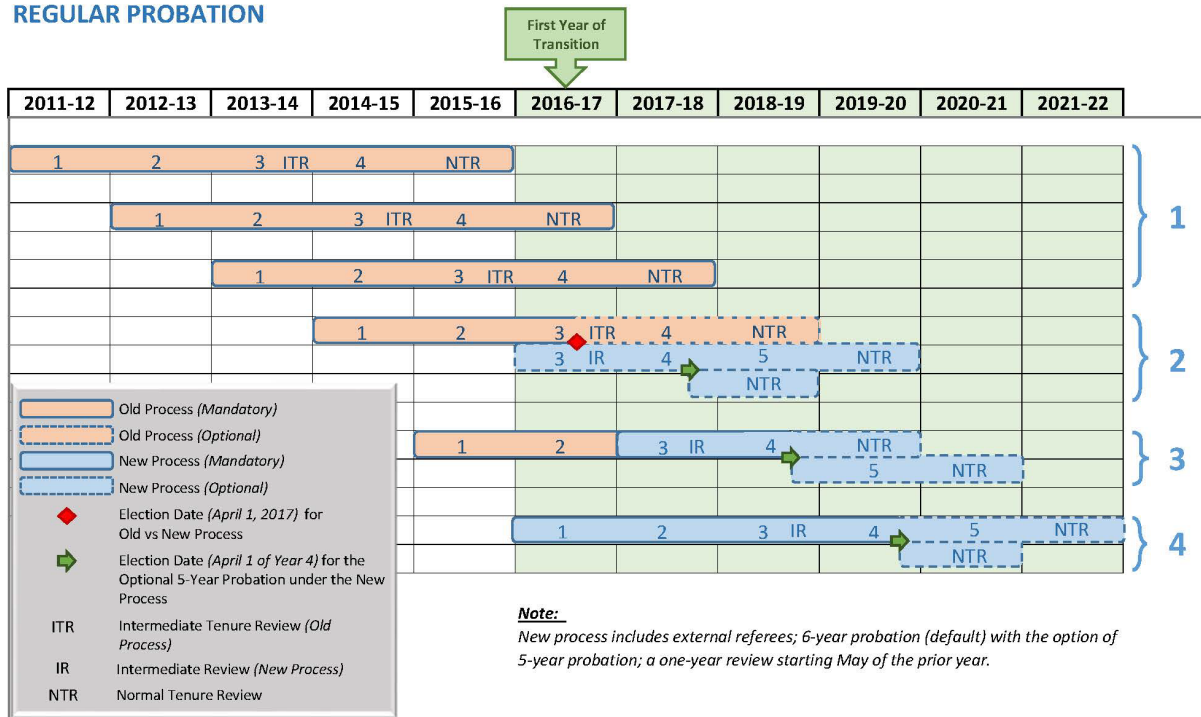 REGULAR PROBATION
First Year of
Transition
2011-12 2012-13 2013-14 2014-15 2015-16 2016-17 2017-18 2018-19 2019-20 2020-21 2021-22
1 2 3 ITR 4 NTR
1 2 3 ITR 4 NTR
1
1 2 3 ITR 4 NTR
1 2 3 ITR 4 NTR
3 IR 4 5 NTR
2
NTR
1 2 3 IR 4 NTR
3
5 NTR
1 2 3 IR 4 5 NTR
4
NTR
Old Process (Mandatory)
Old Process (Optional)
New Process (Mandatory)
New Process (Optional)
Election Date (April 1, 2017) for
Old vs New Process
Election Date (April 1 of Year 4) for the
Optional 5-Year Probation under the New
Process
ITR Intermediate Tenure Review (Old
Process)
IR Intermediate Review (New Process)
NTR Normal Tenure Review
Note:
New process includes external referees; 6-year probation (default) with the option of
5-year probation; a one-year review starting May of the prior year.